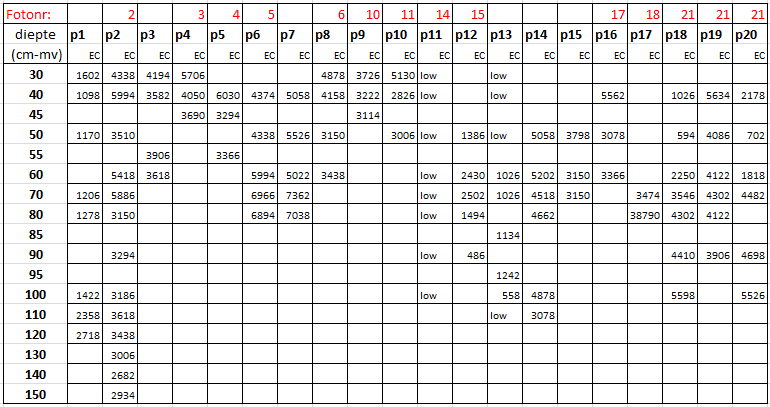 Fotonr: 2 3 4 5 6 10 11 14 15 17 18 21 21 21
diepte p1 p2 p3 p4 p5 p6 p7 p8 p9 p10 p11 p12 p13 p14 p15 p16 p17 p18 p19 p20
(cm-mv) EC EC EC EC EC EC EC EC EC EC EC EC EC EC EC EC EC EC EC EC
30 1602 4338 4194 5706 4878 3726 5130 low low
40 1098 5994 3582 4050 6030 4374 5058 4158 3222 2826 low low 5562 1026 5634 2178
45 3690 3294 3114
50 1170 3510 4338 5526 3150 3006 low 1386 low 5058 3798 3078 594 4086 702
55 3906 3366
60 5418 3618 5994 5022 3438 low 2430 1026 5202 3150 3366 2250 4122 1818
70 1206 5886 6966 7362 low 2502 1026 4518 3150 3474 3546 4302 4482
80 1278 3150 6894 7038 low 1494 4662 38790 4302 4122
85 1134
90 3294 low 486 4410 3906 4698
95 1242
100 1422 3186 low 558 4878 5598 5526
110 2358 3618 low 3078
120 2718 3438
130 3006
140 2682
150 2934